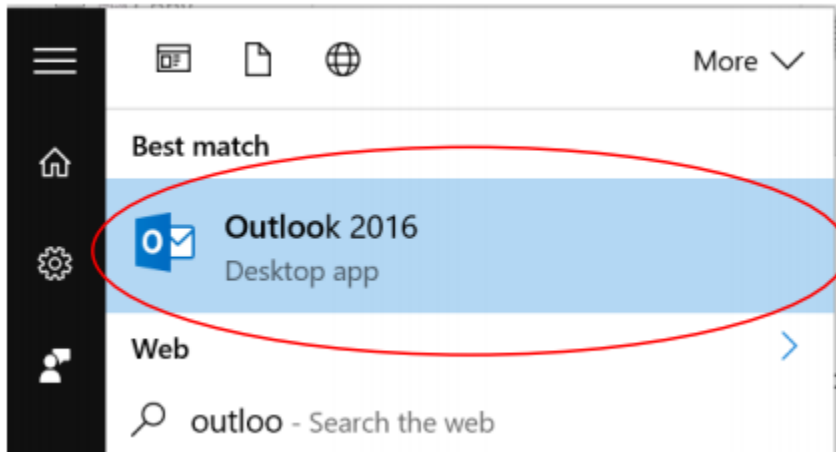 More
Best match
Outlook 2016
Desktop app
Web
outloo - Search the web